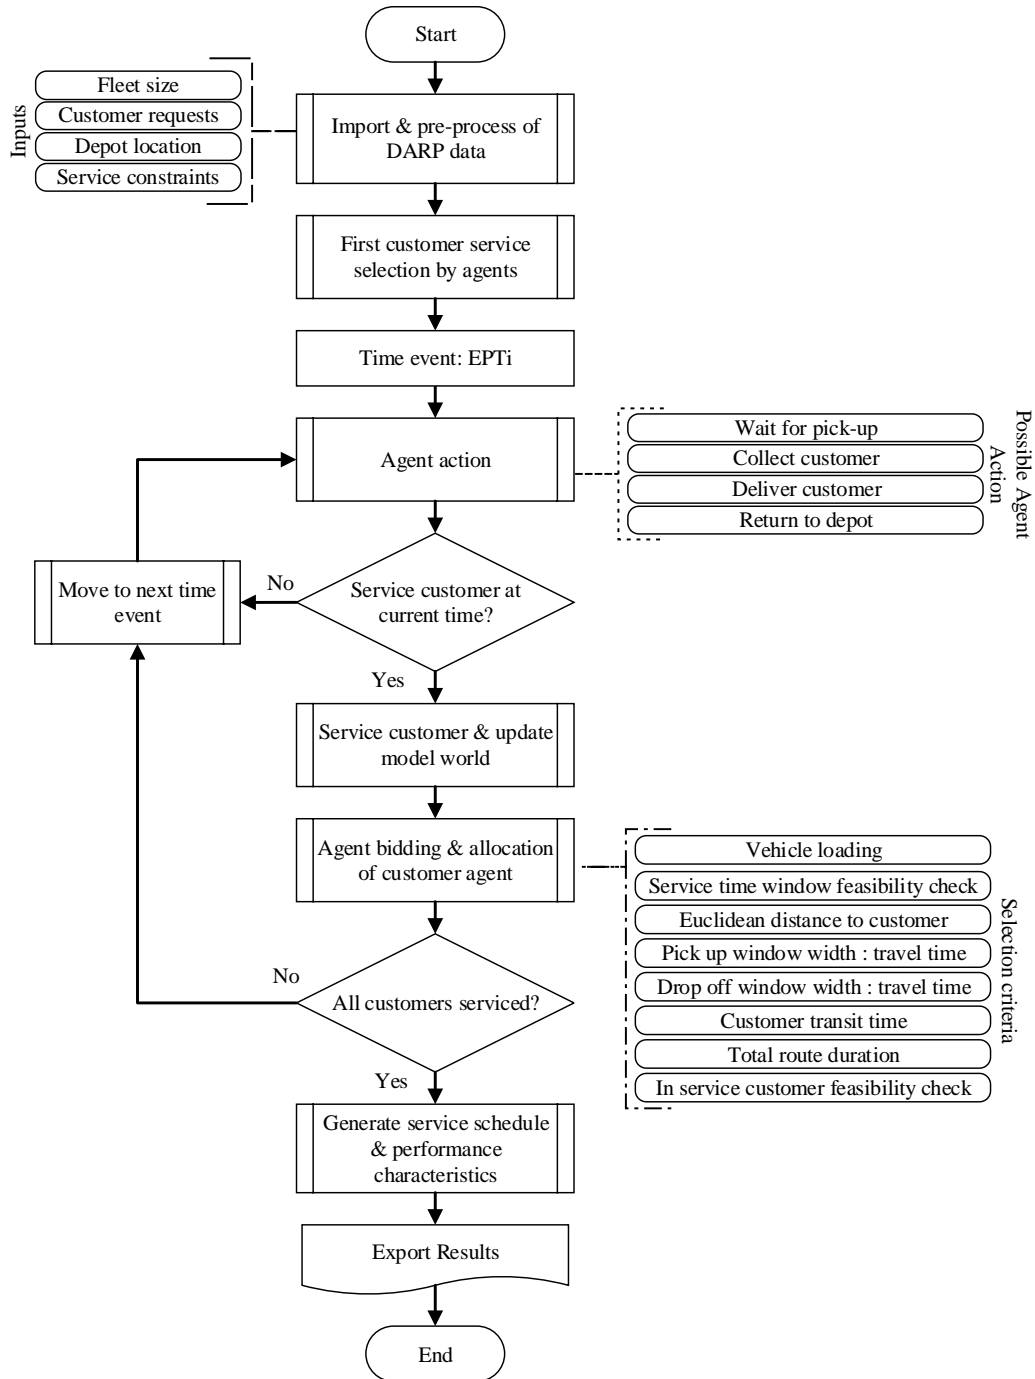 Start
Inputs
Fleet size
Customer requests
Depot location
Service constraints
Import & pre-process of
DARP data
First customer service
selection by agents
Time event: EPTi
Agent action
Wait for pick-up
Collect customer
Deliver customer
Return to depot
Possible Agent
Action
Move to next time
event
No
Service customer at
current time?
Yes
Service customer & update
model world
Agent bidding & allocation
of customer agent
Vehicle loading
Service time window feasibility check
Euclidean distance to customer
Pick up window width : travel time
Drop off window width : travel time
Customer transit time
Total route duration
In service customer feasibility check
Selection criteria
No
All customers serviced?
Yes
Generate service schedule
& performance
characteristics
Export Results
End